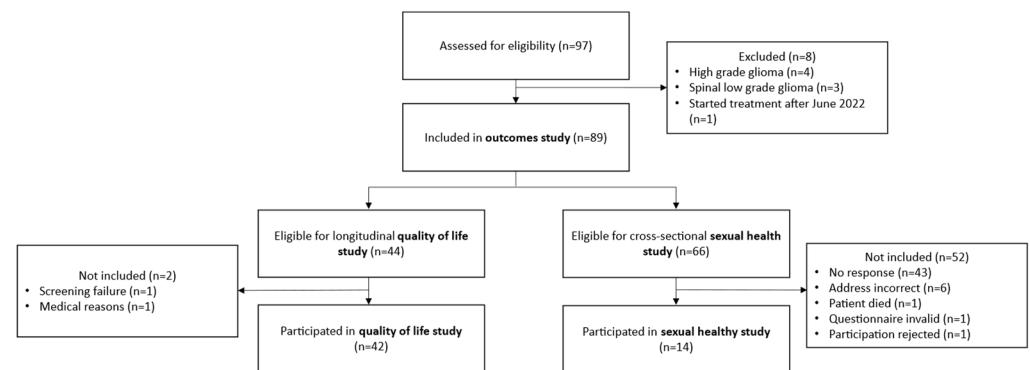 Assessed for eligibility (n=97)
Excluded (n=8)
• High grade glioma (n=4)
• Spinal low grade glioma (n=3)
• Started treatment after June 2022
(n=1)
Included in outcomes study (n=89)
Eligible for longitudinal quality of life
study (n=44)
Eligible for cross-sectional sexual health
study (n=66)
Not included (n=2)
• Screening failure (n=1)
• Medical reasons (n=1)
Not included (n=52)
• No response (n=43)
• Address incorrect (n=6)
• Patient died (n=1)
• Questionnaire invalid (n=1)
• Participation rejected (n=1)
Participated in quality of life study
(n=42)
Participated in sexual healthy study
(n=14)